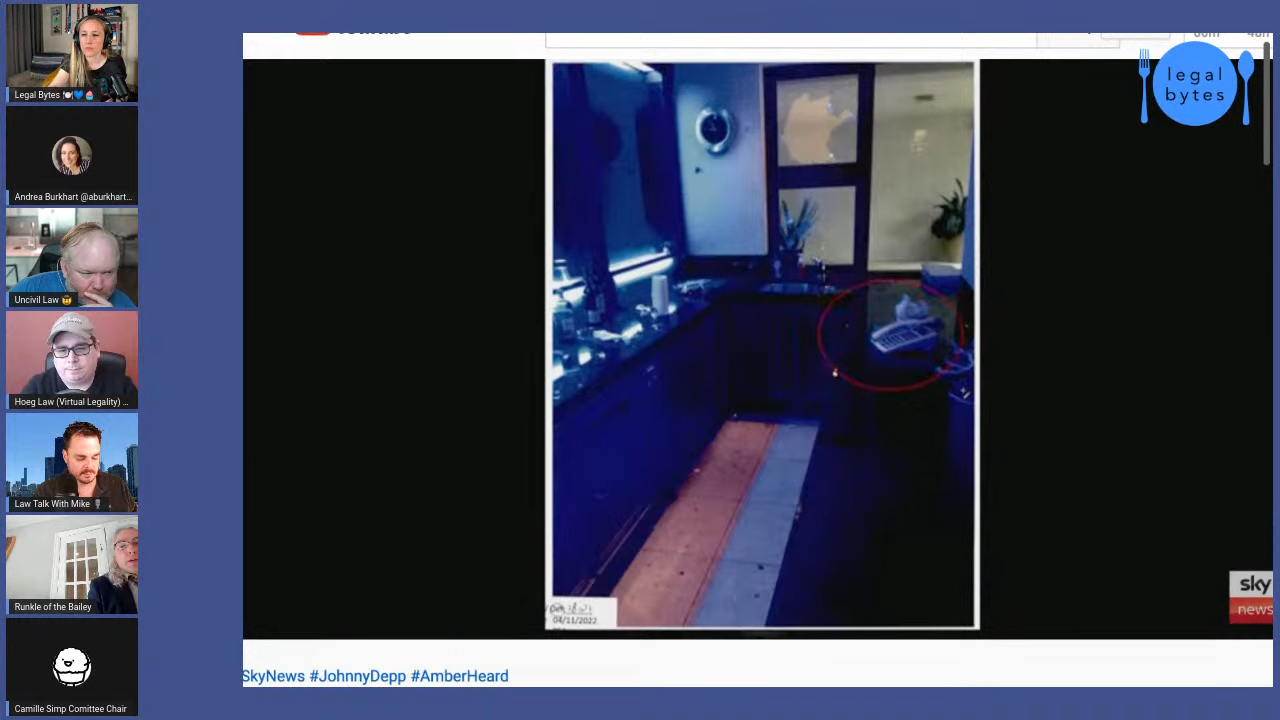 Legal Bytes 🍽️💙🧁
Andrea Burkhart @aburkhart...
Uncivil Law 🤠
Hoeg Law (Virtual Legality) ...
Law Talk With Mike 🎙️
Runkle of the Bailey
Camille Simp Comittee Chair
legal
bytes
04/11/2022
sky
news
SkyNews #JohnnyDepp #AmberHeard